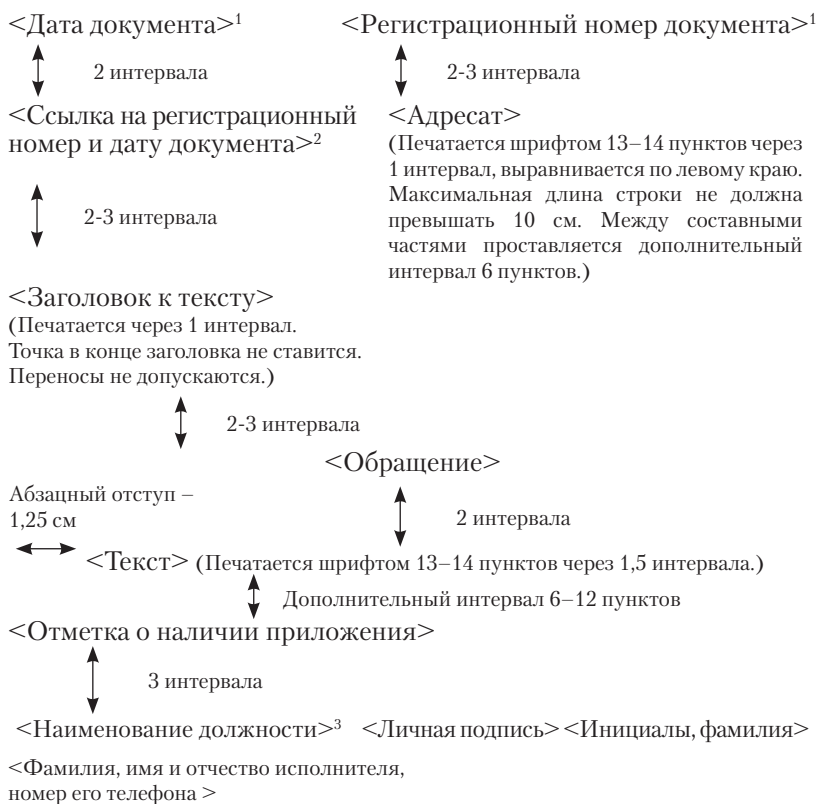 <Дата документа>¹ <Регистрационный номер документа>¹
2 интервала
2-3 интервала
<Ссылка на регистрационный
номер и дату документа>²
<Адресат>
(Печатается шрифтом 13–14 пунктов через
1 интервал, выравнивается по левому краю.
Максимальная длина строки не должна
превышать 10 см. Между составными
частями проставляется дополнительный
интервал 6 пунктов.)
2-3 интервала
<Заголовок к тексту>
(Печатается через 1 интервал.
Точка в конце заголовка не ставится.
Переносы не допускаются.)
2-3 интервала
<Обращение>
Абзацный отступ –
1,25 см
2 интервала
<Текст> (Печатается шрифтом 13–14 пунктов через 1,5 интервала.)
Дополнительный интервал 6–12 пунктов
<Отметка о наличии приложения>
3 интервала
<Наименование должности>³ <Личная подпись> <Инициалы, фамилия>
<Фамилия, имя и отчество исполнителя,
номер его телефона >